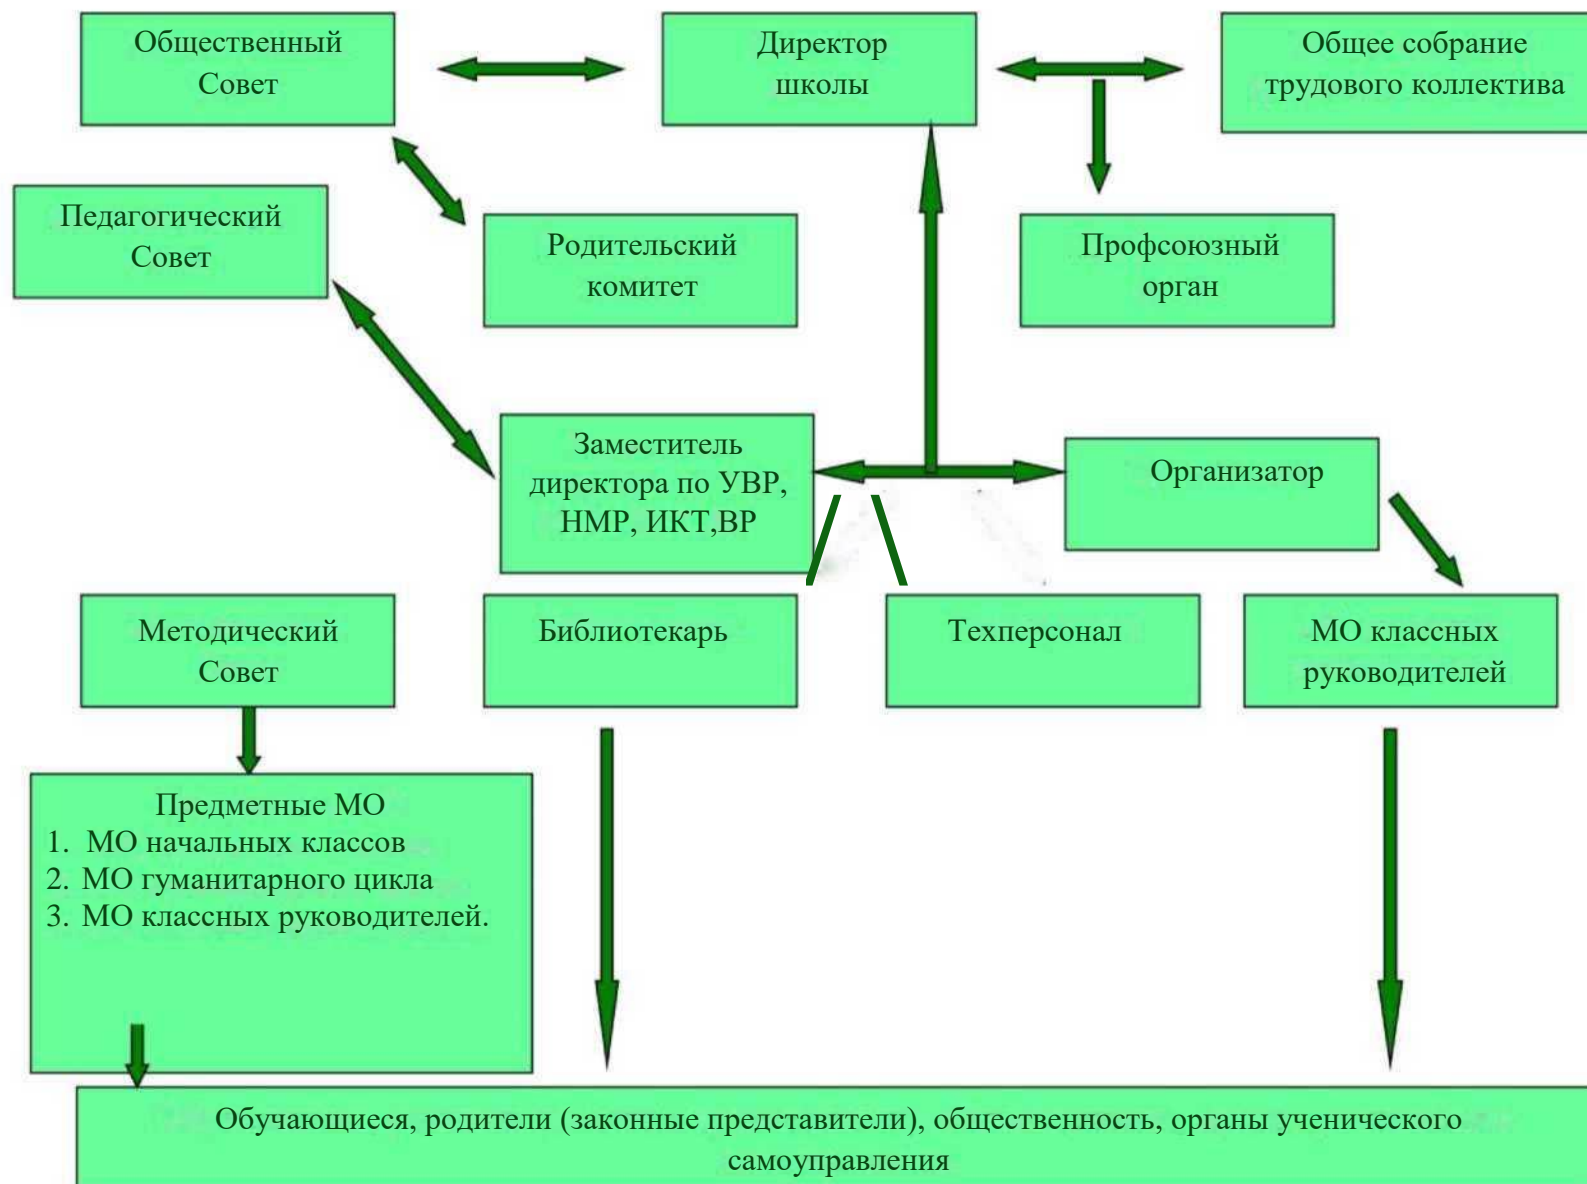 Общественный
Совет
Директор
школы
Общее собрание
трудового коллектива
Педагогический
Совет
Родительский
комитет
Профсоюзный
орган
Заместитель
директора по УВР,
НМР, ИКТ,ВР
Организатор
Методический
Совет
Библиотекарь
Техперсонал
МО классных
руководителей
Предметные МО
1. МО начальных классов
2. МО гуманитарного цикла
3. МО классных руководителей.
Обучающиеся, родители (законные представители), общественность, органы ученического
самоуправления